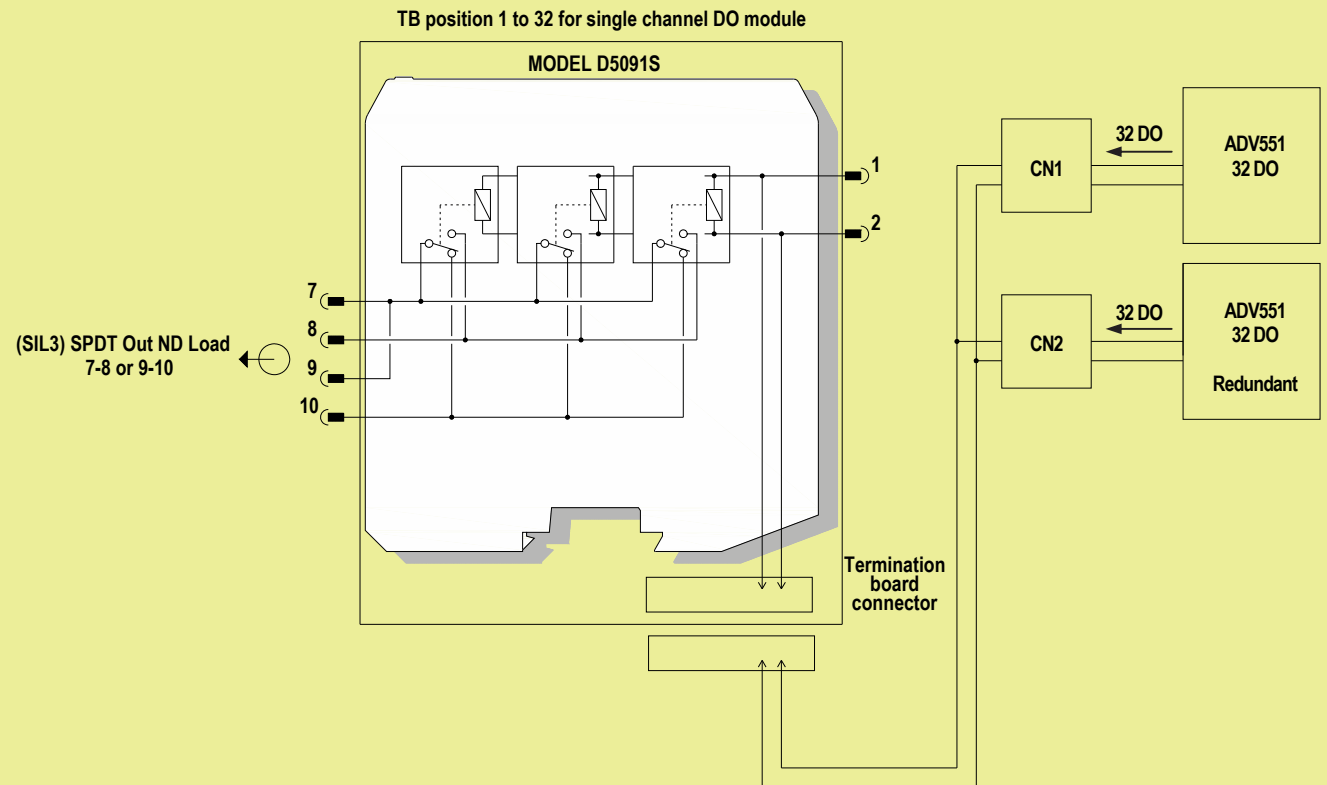 TB position 1 to 32 for single channel DO module
MODEL D5091S
1
2
7
8
9
10
(SIL3) SPDT Out ND Load
7-8 or 9-10
Termination
board
connector
CN1
32 DO
ADV551
32 DO
CN2
32 DO
ADV551
32 DO
Redundant